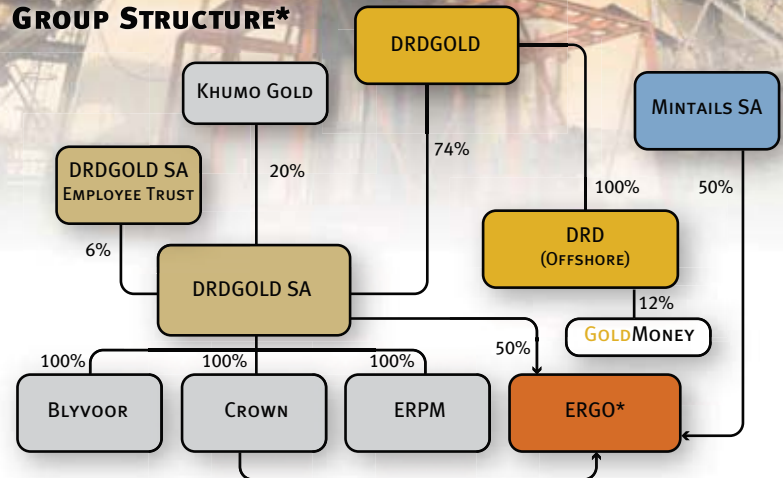 GROUP STRUCTURE*
DRDGOLD
KHUMO GOLD
MINTAILS SA
DRDGOLD SA
EMPLOYEE TRUST
74%
20%
100%
50%
DRD
(OFFSHORE)
6%
DRDGOLD SA
12%
GOLDMONEY
50%
100%
100%
100%
BLYVOOR
CROWN
ERPM
ERGO*